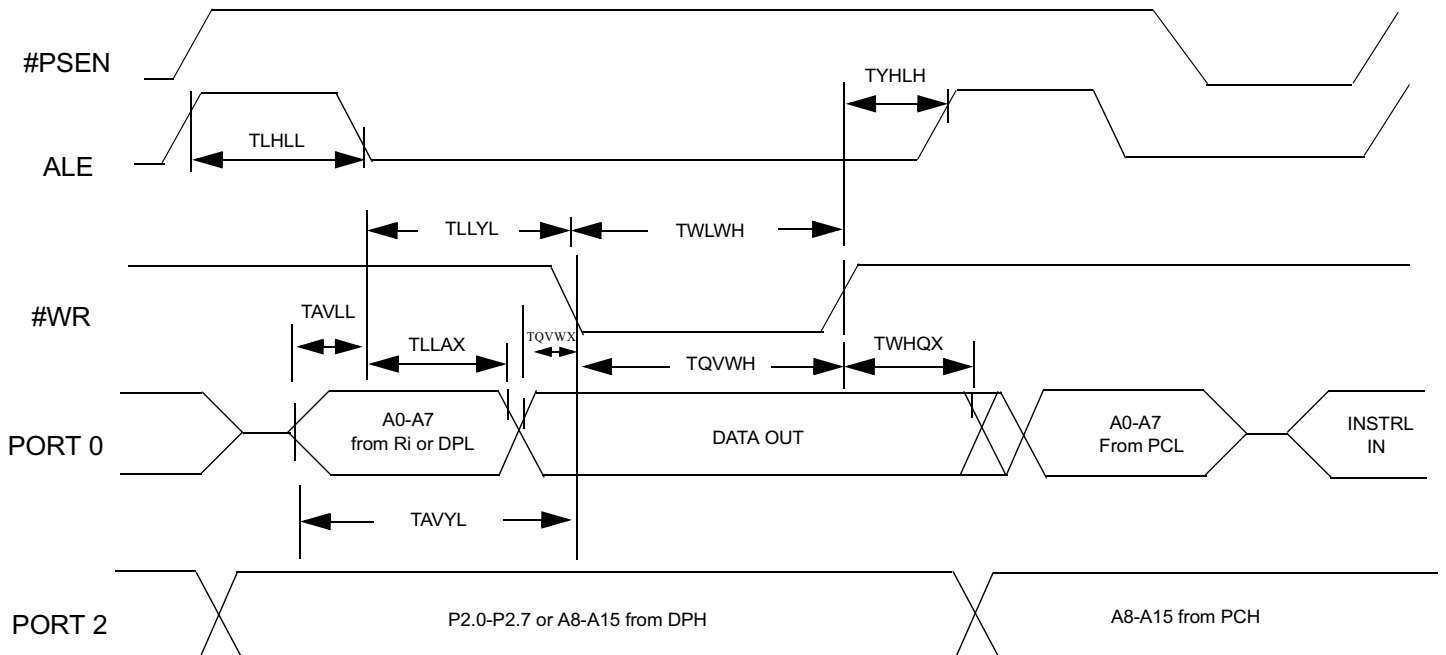 #PSEN
TYHLH
TLHLL
ALE
TLLYL
TWLWH
#WR
TAVLL
TQVWX
TLLAX
TQVWH
TWHQX
PORT 0
A0-A7
from Ri or DPL
DATA OUT
A0-A7
From PCL
INSTRL
IN
TAVYL
PORT 2
P2.0-P2.7 or A8-A15 from DPH
A8-A15 from PCH